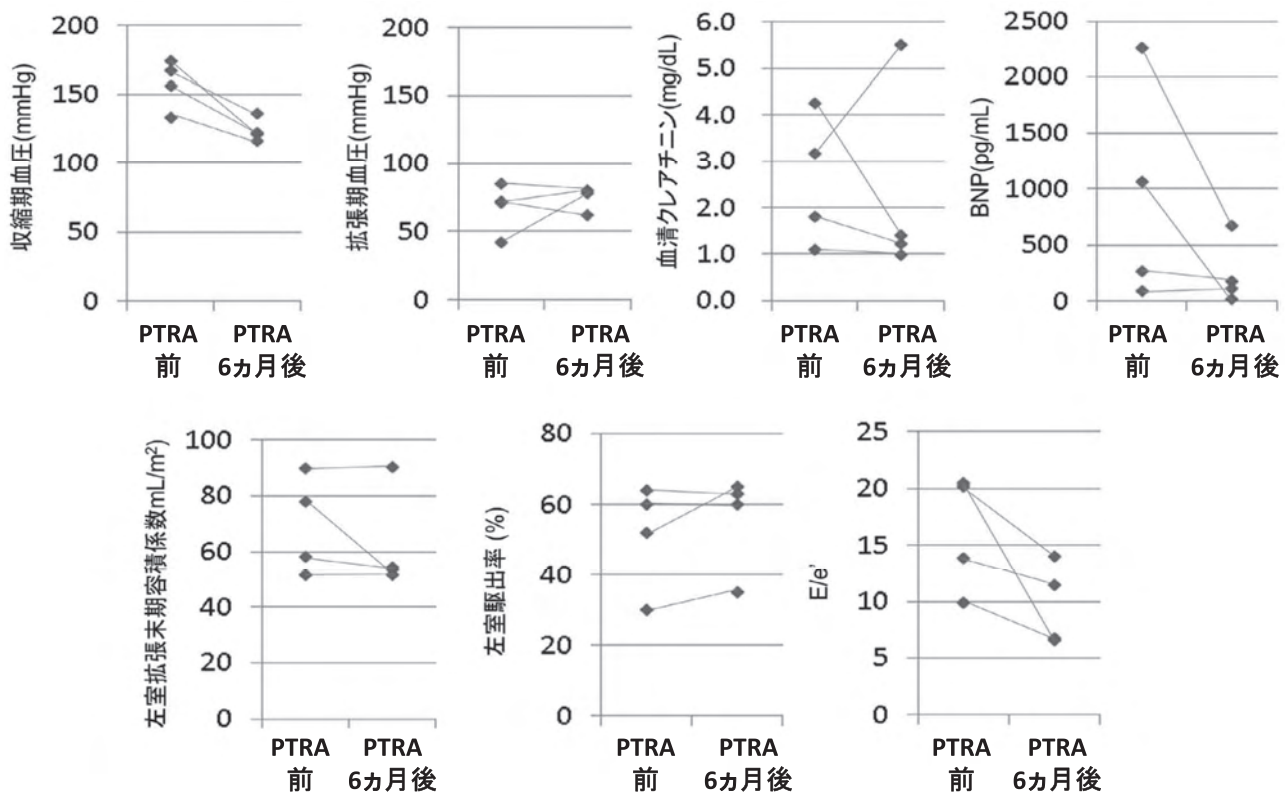 収縮期血圧(mmHg)
200
150
100
50
0
PTRA
前
PTRA
6ヵ月後
拡張期血圧(mmHg)
200
150
100
50
0
PTRA
前
PTRA
6ヵ月後
血清クレアチニン(mg/dL)
6.0
5.0
4.0
3.0
2.0
1.0
0.0
PTRA
前
PTRA
6ヵ月後
BNP(pg/mL)
2500
2000
1500
1000
500
0
PTRA
前
PTRA
6ヵ月後
左室拡張末期容積係数mL/m²)
100
80
60
40
20
0
PTRA
前
PTRA
6ヵ月後
左室駆出率 (%)
80
60
40
20
0
PTRA
前
PTRA
6ヵ月後
E/e'
25
20
15
10
5
0
PTRA
前
PTRA
6ヵ月後